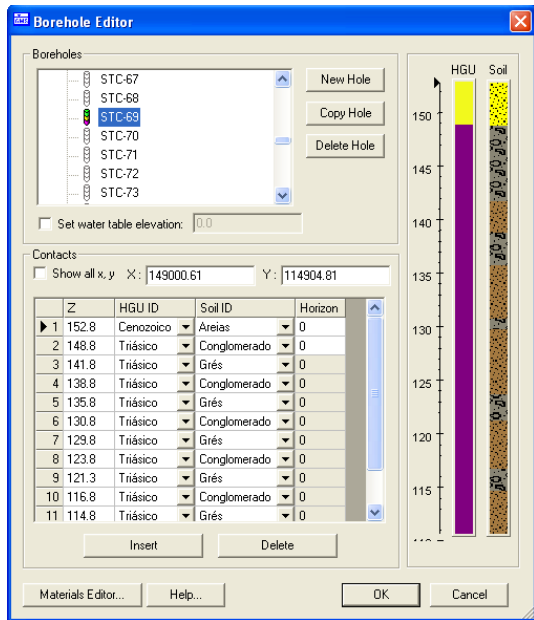 GMS Borehole Editor
Boreholes
STC-67
STC-68
STC-69
STC-70
STC-71
STC-72
STC-73
New Hole
Copy Hole
Delete Hole
Set water table elevation: 0.0
Contacts
Show all x, y X: 149000.61 Y: 114904.81
Z HGU ID Soil ID Horizon
1 152.8 Cenozoico Areias 0
2 148.8 Triásico Conglomerado 0
3 141.8 Triásico Grés 0
4 138.8 Triásico Conglomerado 0
5 135.8 Triásico Grés 0
6 130.8 Triásico Conglomerado 0
7 129.8 Triásico Grés 0
8 123.8 Triásico Conglomerado 0
9 121.3 Triásico Grés 0
10 116.8 Triásico Conglomerado 0
11 114.8 Triásico Grés 0
Insert Delete
HGU Soil
150
145
140
135
130
125
120
115
Materials Editor... Help... OK Cancel